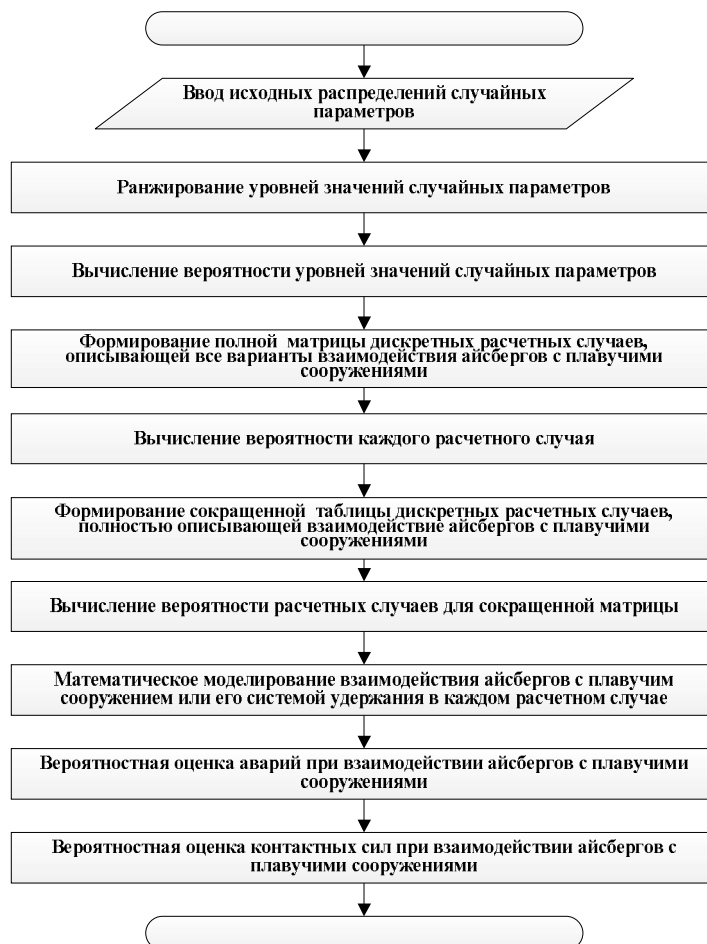 Ввод исходных распределений случайных
параметров
Ранжирование уровней значений случайных параметров
Вычисление вероятности уровней значений случайных параметров
Формирование полной матрицы дискретных расчетных случаев,
описывающей все варианты взаимодействия айсбергов с плавучими
сооружениями
Вычисление вероятности каждого расчетного случая
Формирование сокращенной таблицы дискретных расчетных случаев,
полностью описывающей взаимодействие айсбергов с плавучими
сооружениями
Вычисление вероятности расчетных случаев для сокращенной матрицы
Математическое моделирование взаимодействия айсбергов с плавучим
сооружением или его системой удержания в каждом расчетном случае
Вероятностная оценка аварий при взаимодействии айсбергов с плавучими
сооружениями
Вероятностная оценка контактных сил при взаимодействии айсбергов с
плавучими сооружениями